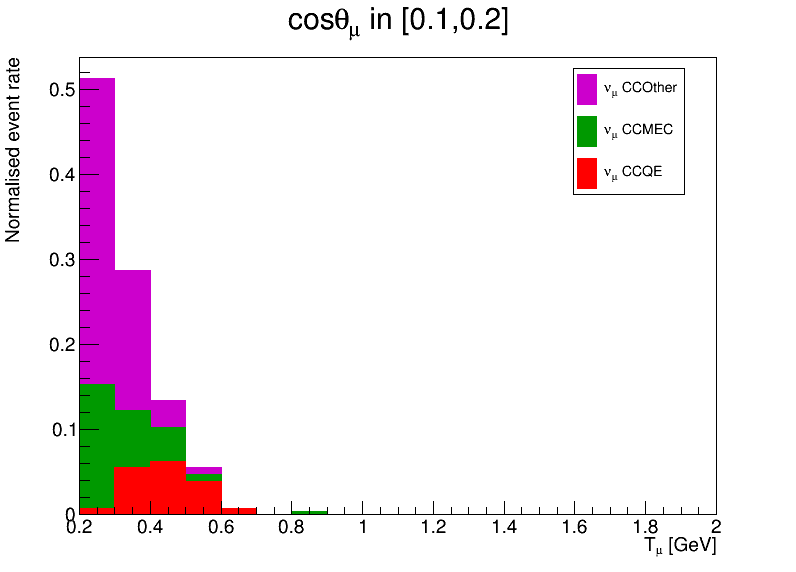 cosθμ in [0.1,0.2]
Normalised event rate
νμ CCOther
νμ CCMEC
νμ CCQE
0.5
0.4
0.3
0.2
0.1
0
0.2 0.4 0.6 0.8 1 1.2 1.4 1.6 1.8 2
Tμ [GeV]